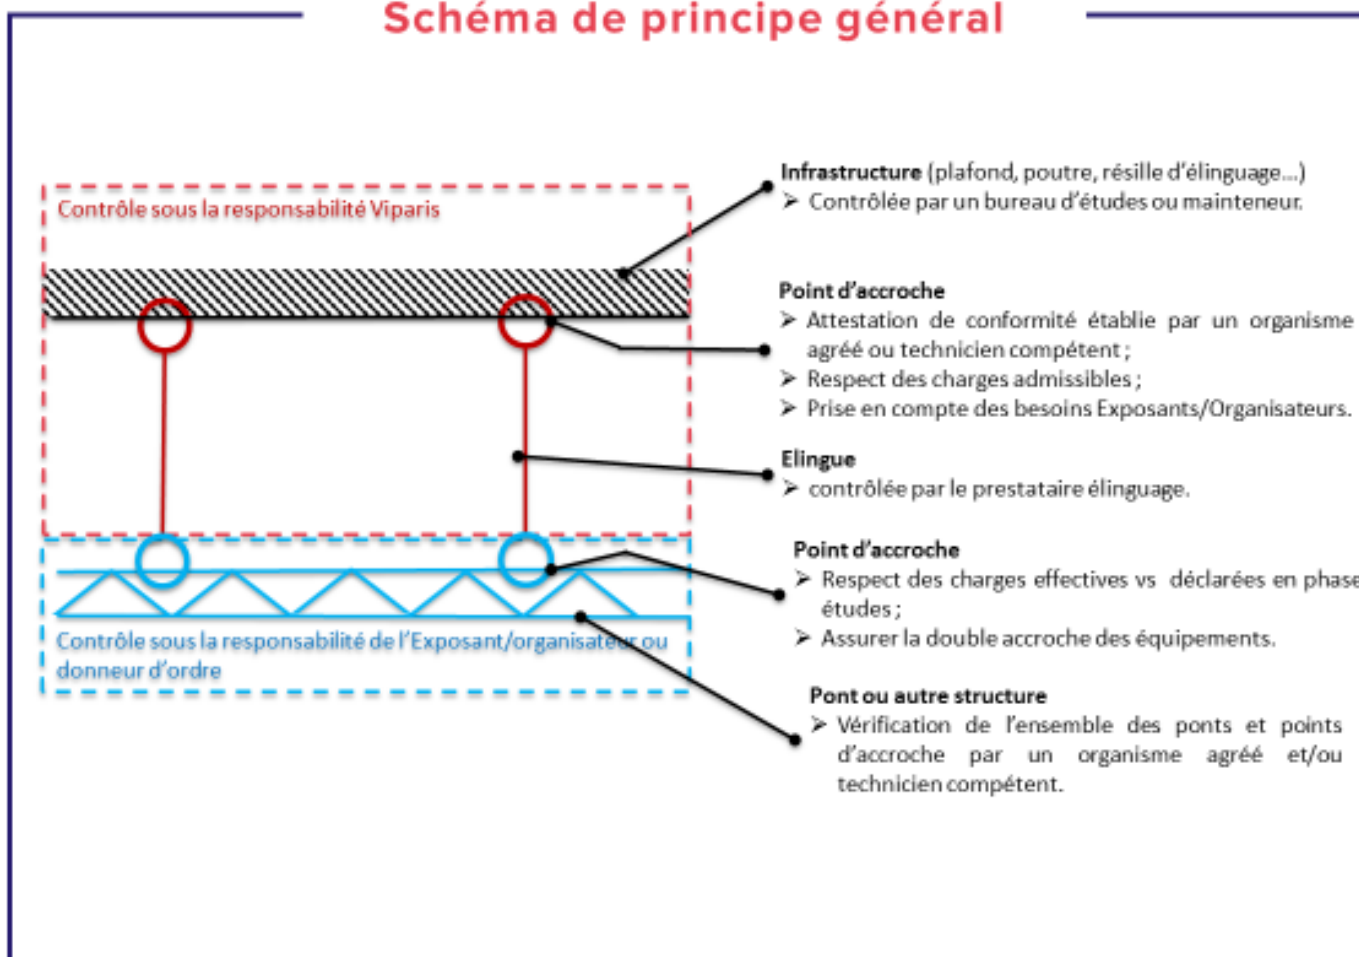 Schéma de principe général
Contrôle sous la responsabilité Viparis
Infrastructure (plafond, poutre, résille d'élinguage...)
➢ Contrôlée par un bureau d'études ou mainteneur.
Point d'accroche
➢ Attestation de conformité établie par un organisme
agréé ou technicien compétent ;
➢ Respect des charges admissibles ;
➢ Prise en compte des besoins Exposants/Organisateurs.
Elingue
➢ contrôlée par le prestataire élinguage.
Point d'accroche
➢ Respect des charges effectives vs déclarées en phase
études ;
➢ Assurer la double accroche des équipements.
Contrôle sous la responsabilité de l'Exposant/organisateur ou
donneur d'ordre
Pont ou autre structure
➢ Vérification de l'ensemble des ponts et points
d'accroche par un organisme agréé et/ou
technicien compétent.